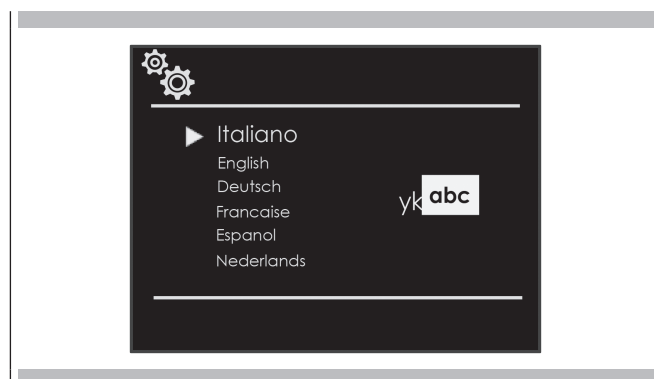 Italiano
English
Deutsch
Francaise
Espanol
Nederlands
yk abc